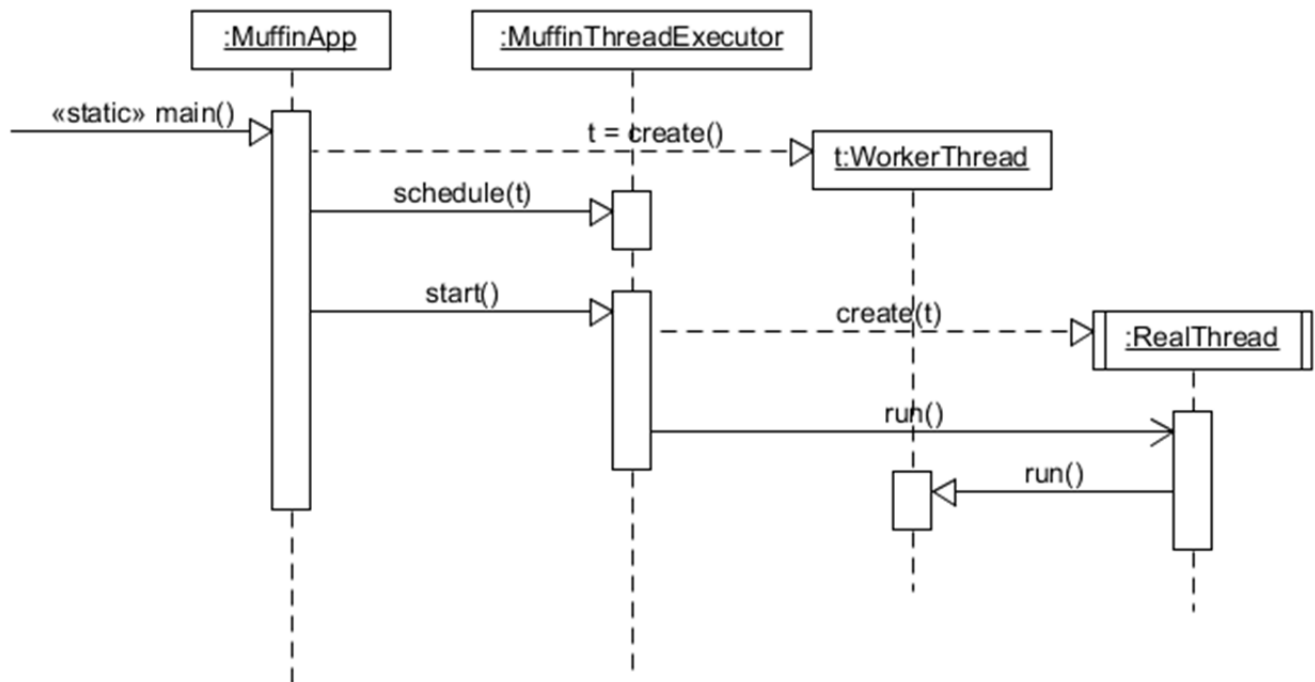 :MuffinApp
:MuffinThreadExecutor
«static» main()
t = create()
t:WorkerThread
schedule(t)
start()
create(t)
:RealThread
run()
run()